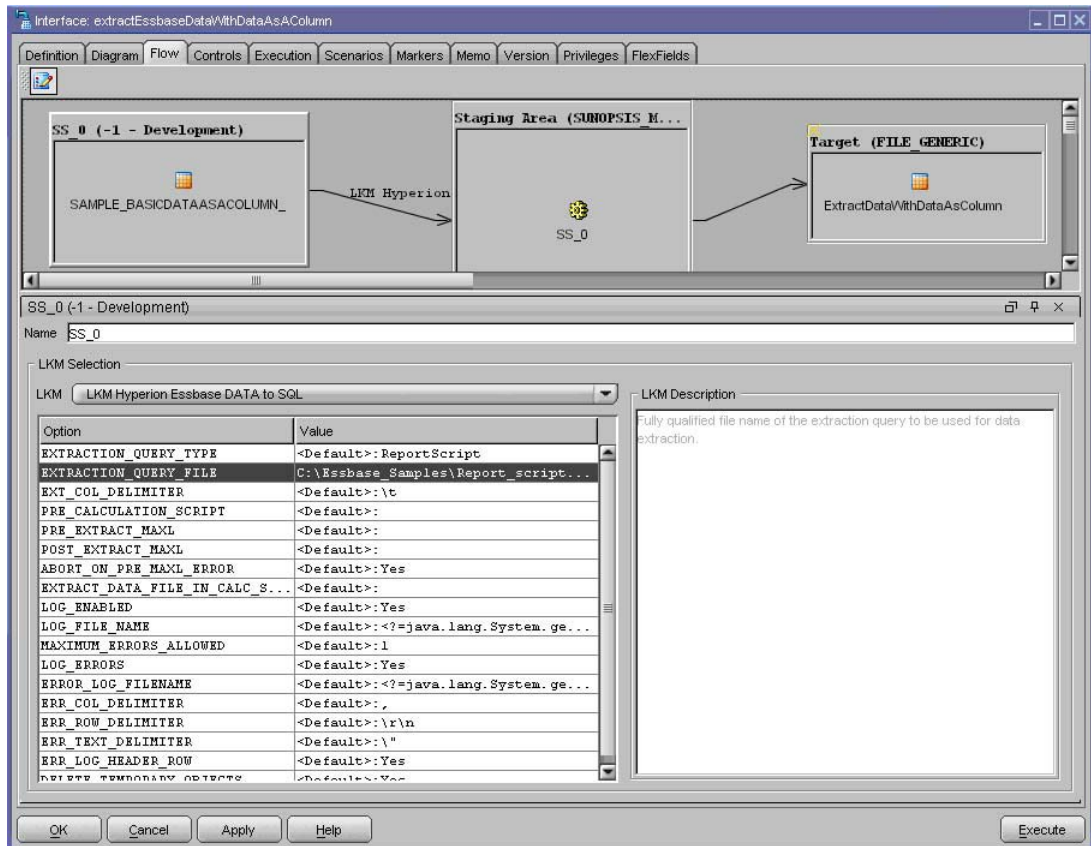 Interface: extractEssbaseDataWithDataAsAColumn
Definition Diagram Flow Controls Execution Scenarios Markers Memo Version Privileges FlexFields
SS_0 (-1 - Development)
SAMPLE_BASICDATAASACOLUMN_
LKM Hyperion
Staging Area (SUNOPSIS_M...
SS_0
Target (FILE_GENERIC)
ExtractDataWithDataAsColumn
SS_0 (-1 - Development)
Name SS_0
LKM Selection
LKM LKM Hyperion Essbase DATA to SQL
Option Value
EXTRACTION_QUERY_TYPE <Default>:ReportScript
EXTRACTION_QUERY_FILE C:\Essbase_Samples\Report_script...
EXT_COL_DELIMITER <Default>:\t
PRE_CALCULATION_SCRIPT <Default>:
PRE_EXTRACT_MAXL <Default>:
POST_EXTRACT_MAXL <Default>:
ABORT_ON_PRE_MAXL_ERROR <Default>:Yes
EXTRACT_DATA_FILE_IN_CALC_S... <Default>:
LOG_ENABLED <Default>:Yes
LOG_FILE_NAME <Default>:<?=java.lang.System.ge...
MAXIMUM_ERRORS_ALLOWED <Default>:1
LOG_ERRORS <Default>:Yes
ERROR_LOG_FILENAME <Default>:<?=java.lang.System.ge...
ERR_COL_DELIMITER <Default>:,
ERR_ROW_DELIMITER <Default>:\r\n
ERR_TEXT_DELIMITER <Default>:\"
ERR_LOG_HEADER_ROW <Default>:Yes
DELETE_TEMPORARY_OBJECTS <Default>:Yes
LKM Description
Fully qualified file name of the extraction query to be used for data
extraction.
OK Cancel Apply Help Execute